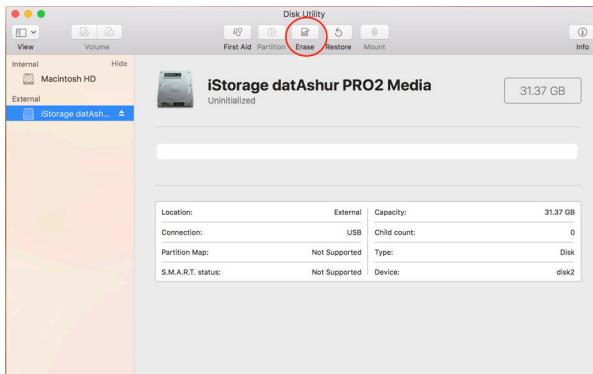 Disk Utility
View
Volume
First Aid
Partition
Erase
Restore
Mount
Info
Internal
Hide
Macintosh HD
External
iStorage datAsh...
iStorage datAshur PRO2 Media
Uninitialized
31.37 GB
Location:
External
Capacity:
31.37 GB
Connection:
USB
Child count:
0
Partition Map:
Not Supported
Type:
Disk
S.M.A.R.T. status:
Not Supported
Device:
disk2